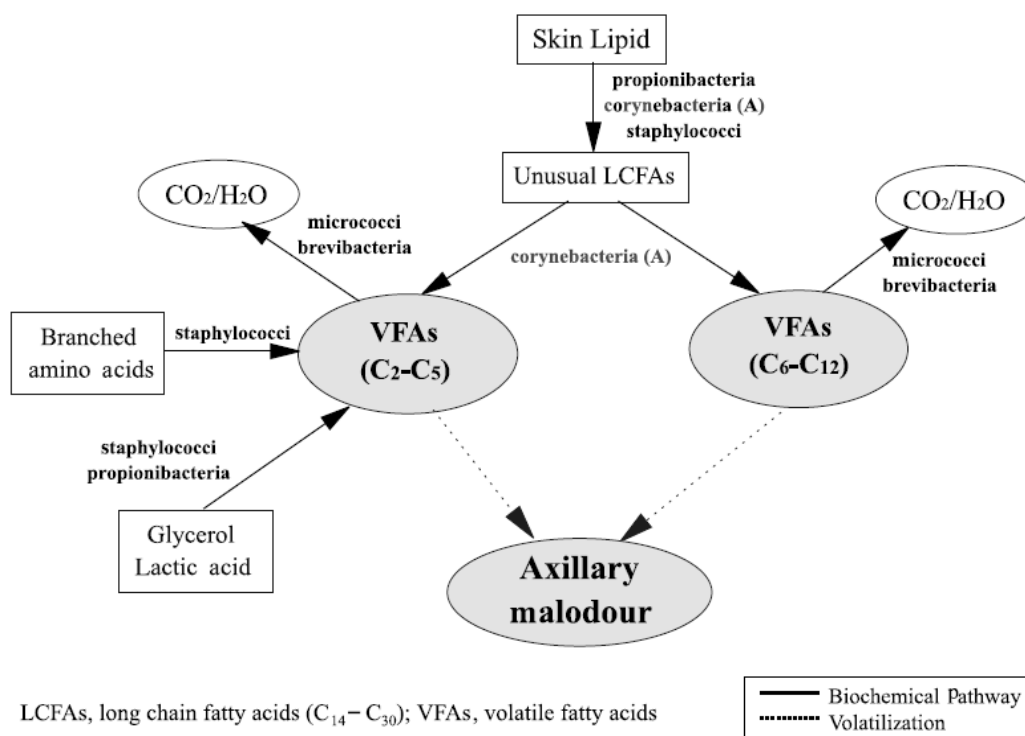 Skin Lipid
propionibacteria
corynebacteria (A)
staphylococci
Unusual LCFAs
CO₂/H₂O
micrococci
brevibacteria
corynebacteria (A)
CO₂/H₂O
micrococci
brevibacteria
Branched
amino acids
staphylococci
VFAs
(C₂-C₅)
VFAs
(C₆-C₁₂)
staphylococci
propionibacteria
Glycerol
Lactic acid
Axillary
malodour
LCFAs, long chain fatty acids (C₁₄– C₃₀); VFAs, volatile fatty acids
Biochemical Pathway
Volatilization